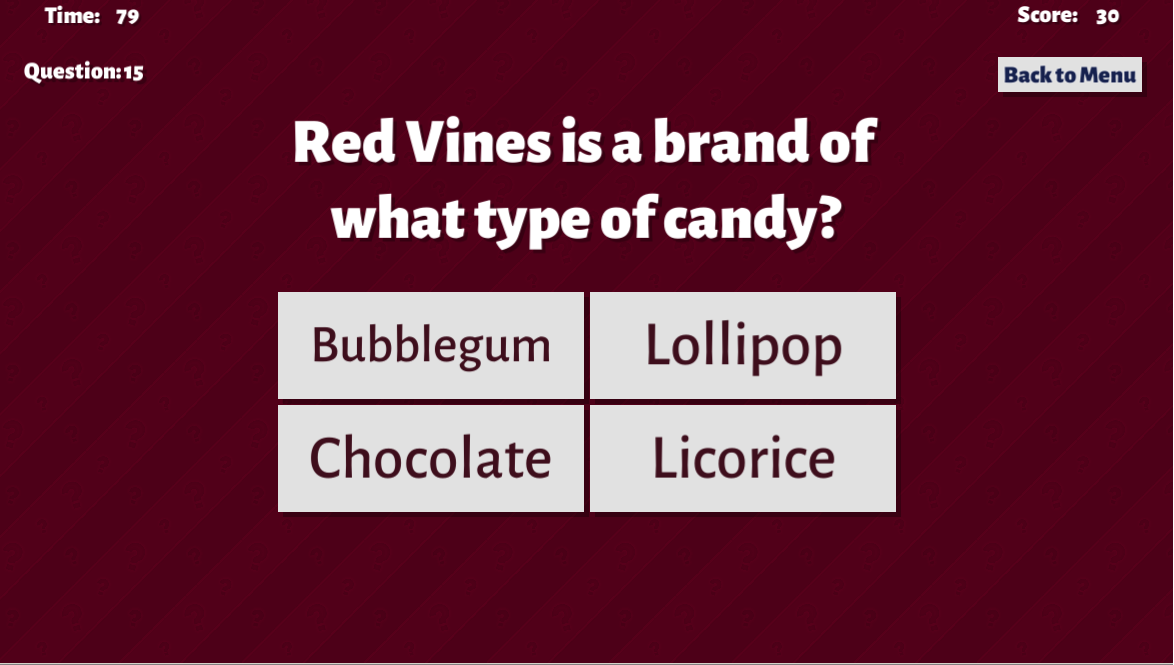 Time: 79
Score: 30
Question:15
Back to Menu
Red Vines is a brand of
what type of candy?
Bubblegum
Lollipop
Chocolate
Licorice